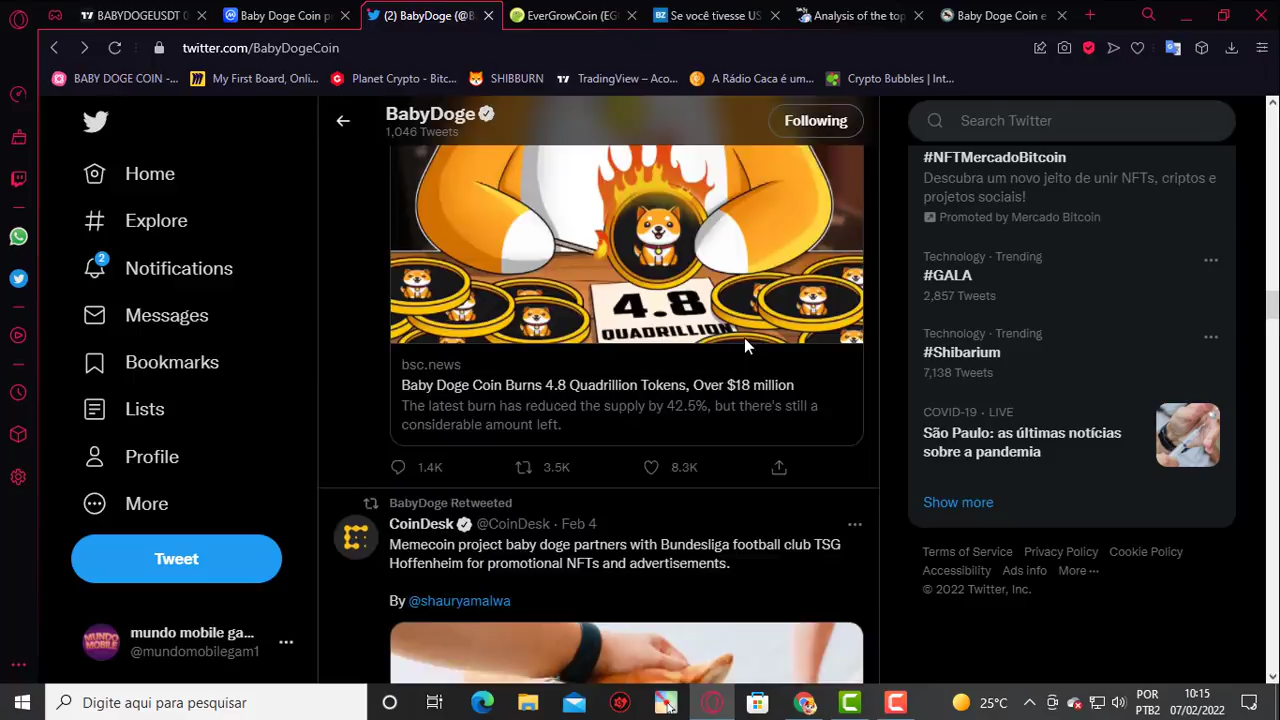 BABYDOGEUSDT 0
Baby Doge Coin pr
(2) BabyDoge (@B
EverGrowCoin (EG
Se você tivesse US
Analysis of the top
Baby Doge Coin e
twitter.com/BabyDogeCoin
BABY DOGE COIN -...
My First Board, Onli...
Planet Crypto - Bitc...
SHIBBURN
TradingView – Aco...
A Rádio Caca é um...
Crypto Bubbles | Int...
BabyDoge
1,046 Tweets
Following
Search Twitter
Home
Explore
2
Notifications
Messages
Bookmarks
Lists
Profile
More
Tweet
mundo mobile ga...
@mundomobilegam1
4.8
QUADRILLION
bsc.news
Baby Doge Coin Burns 4.8 Quadrillion Tokens, Over $18 million
The latest burn has reduced the supply by 42.5%, but there's still a
considerable amount left.
1.4K
3.5K
8.3K
BabyDoge Retweeted
CoinDesk @CoinDesk · Feb 4
Memecoin project baby doge partners with Bundesliga football club TSG
Hoffenheim for promotional NFTs and advertisements.
By @shauryamalwa
#NFTMercadoBitcoin
Descubra um novo jeito de unir NFTs, criptos e
projetos sociais!
Promoted by Mercado Bitcoin
Technology · Trending
#GALA
2,857 Tweets
Technology · Trending
#Shibarium
7,138 Tweets
COVID-19 · LIVE
São Paulo: as últimas notícias
sobre a pandemia
Show more
Terms of Service Privacy Policy Cookie Policy
Accessibility Ads info More ···
© 2022 Twitter, Inc.
Digite aqui para pesquisar
25°C
POR
PTB2
10:15
07/02/2022